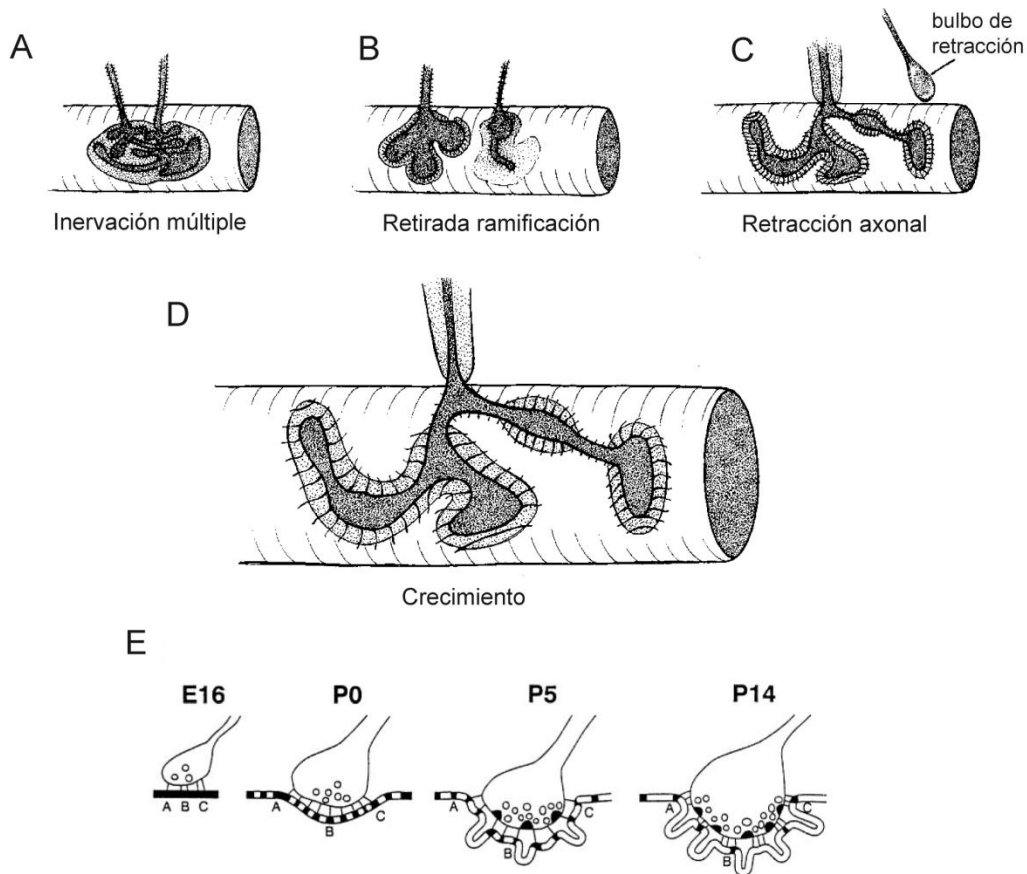 A
B
C
bulbo de
retracción
Inervación múltiple
Retirada ramificación
Retracción axonal
D
Crecimiento
E
E16
P0
P5
P14
A B C
A B C
A B C
A B C